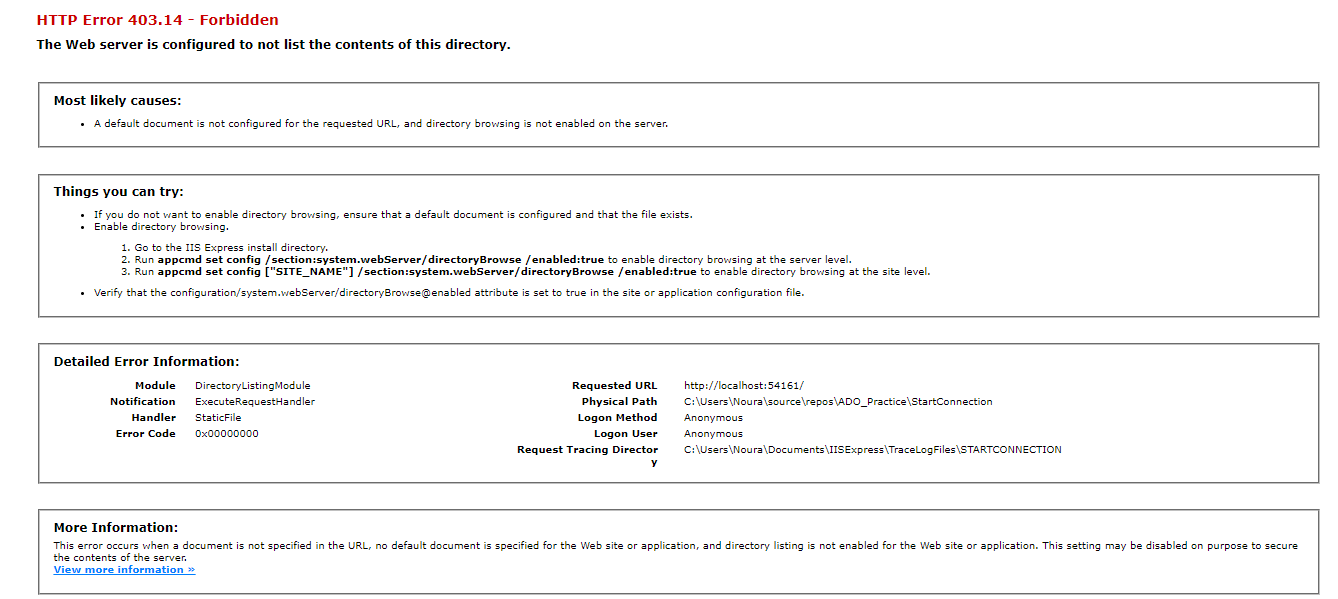 HTTP Error 403.14 - Forbidden
The Web server is configured to not list the contents of this directory.
Most likely causes:
• A default document is not configured for the requested URL, and directory browsing is not enabled on the server.
Things you can try:
• If you do not want to enable directory browsing, ensure that a default document is configured and that the file exists.
• Enable directory browsing.
1. Go to the IIS Express install directory.
2. Run appcmd set config /section:system.webServer/directoryBrowse /enabled:true to enable directory browsing at the server level.
3. Run appcmd set config ["SITE_NAME"] /section:system.webServer/directoryBrowse /enabled:true to enable directory browsing at the site level.
• Verify that the configuration/system.webServer/directoryBrowse@enabled attribute is set to true in the site or application configuration file.
Detailed Error Information:
Module DirectoryListingModule
Notification ExecuteRequestHandler
Handler StaticFile
Error Code 0x00000000
Requested URL http://localhost:54161/
Physical Path C:\Users\Noura\source\repos\ADO_Practice\StartConnection
Logon Method Anonymous
Logon User Anonymous
Request Tracing Director C:\Users\Noura\Documents\IISExpress\TraceLogFiles\STARTCONNECTION
y
More Information:
This error occurs when a document is not specified in the URL, no default document is specified for the Web site or application, and directory listing is not enabled for the Web site or application. This setting may be disabled on purpose to secure
the contents of the server.
View more information »